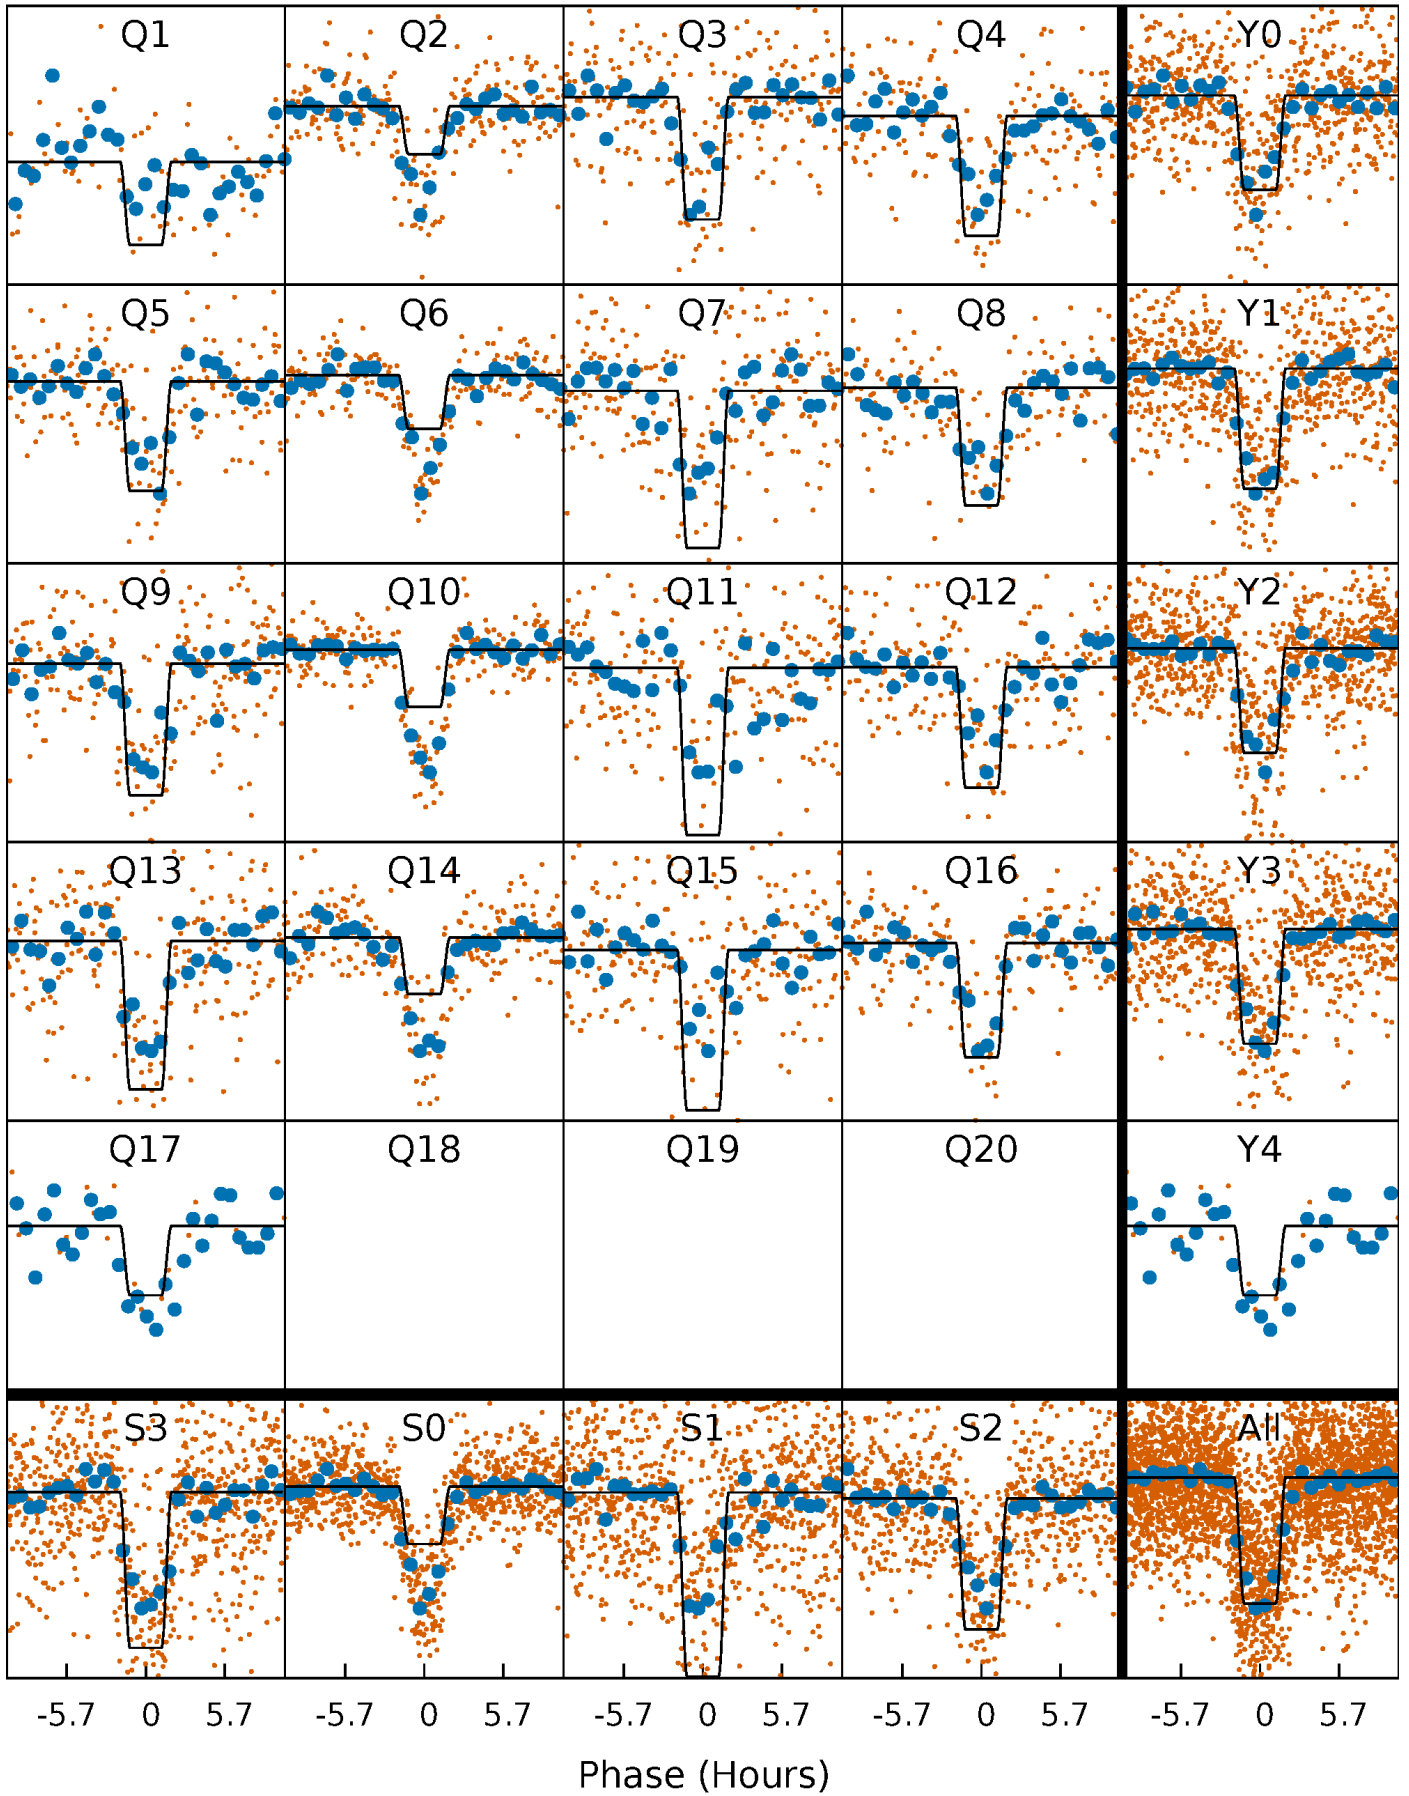 Q1 Q2 Q3 Q4 Y0
Q5 Q6 Q7 Q8 Y1
Q9 Q10 Q11 Q12 Y2
Q13 Q14 Q15 Q16 Y3
Q17 Q18 Q19 Q20 Y4
S3 S0 S1 S2 All
-5.7 0 5.7 -5.7 0 5.7 -5.7 0 5.7 -5.7 0 5.7 -5.7 0 5.7
Phase (Hours)